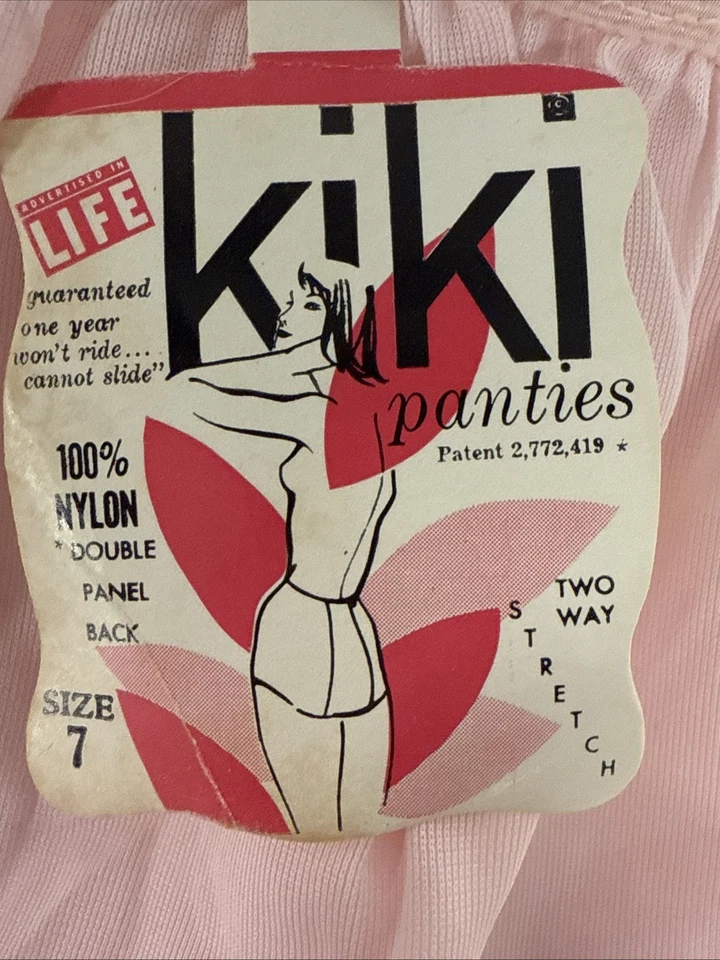 kiki
©
ADVERTISED IN
LIFE
guaranteed
one year
won't ride...
cannot slide"
panties
Patent 2,772,419 *
100%
NYLON
* DOUBLE
PANEL
BACK
SIZE
7
TWO
WAY
STRETCH